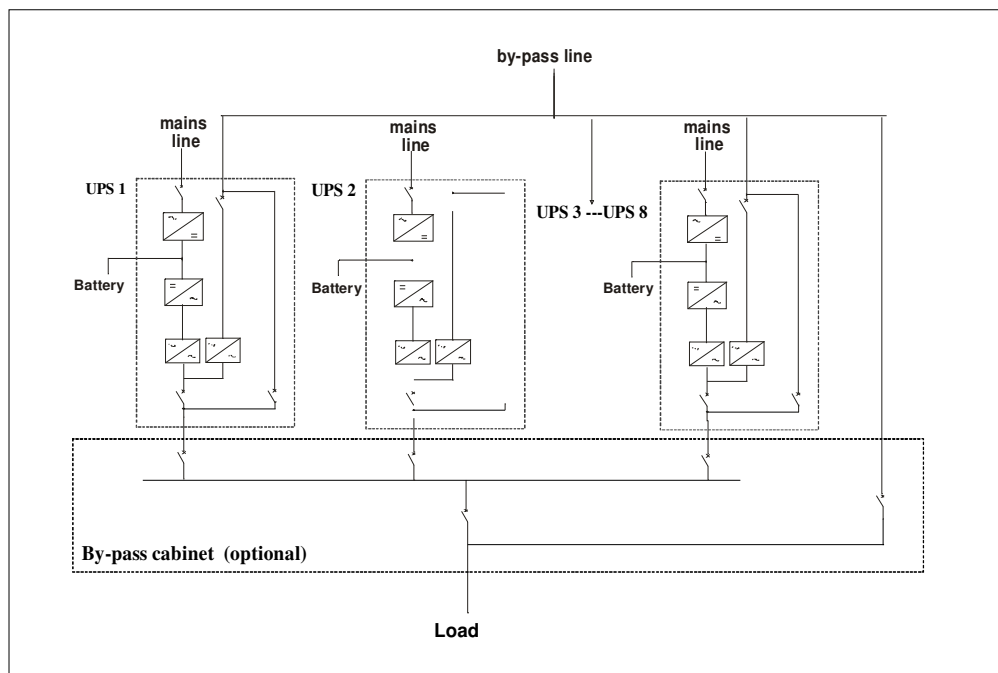 by-pass line
mains
line
mains
line
mains
line
UPS 1
UPS 2
UPS 3 ---UPS 8
Battery
Battery
Battery
By-pass cabinet (optional)
Load